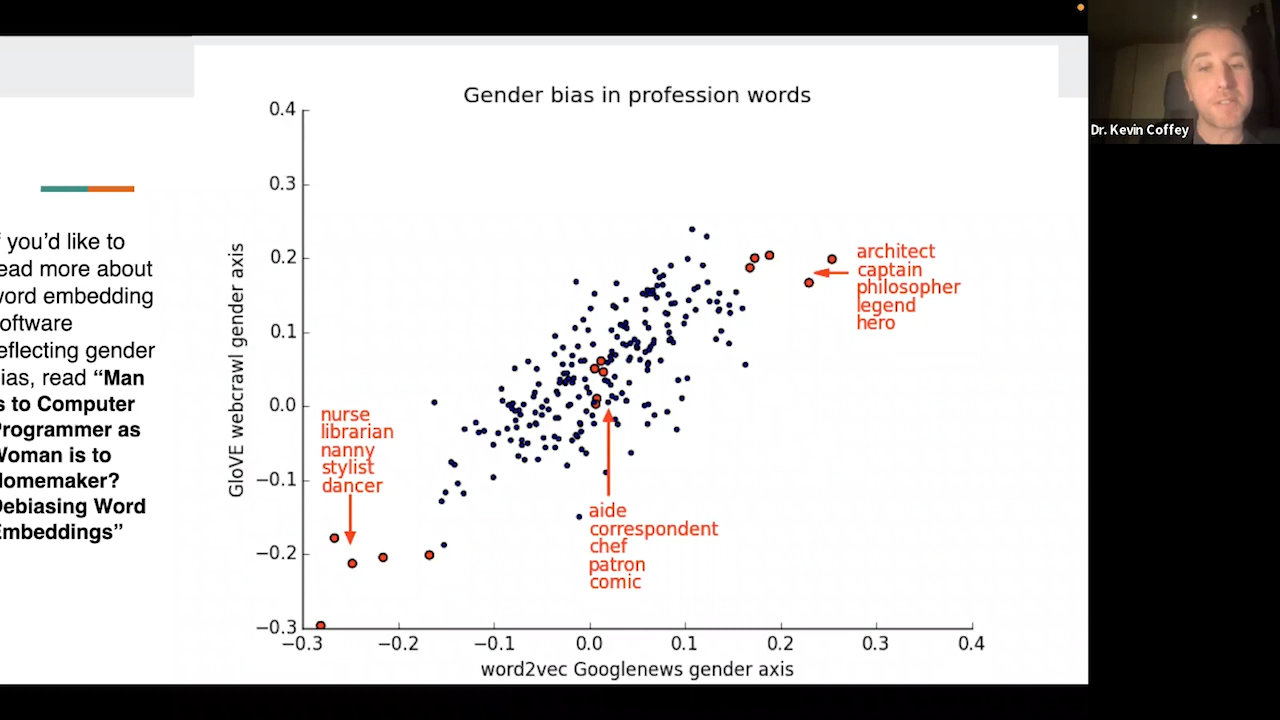 f you’d like to
ead more about
word embedding
oftware
eflecting gender
ias, read “Man
s to Computer
Programmer as
Woman is to
Homemaker?
Debiasing Word
Embeddings”
Gender bias in profession words
GloVE webcrawl gender axis
0.4
0.3
0.2
0.1
0.0
−0.1
−0.2
−0.3
nurse
librarian
nanny
stylist
dancer
aide
correspondent
chef
patron
comic
architect
captain
philosopher
legend
hero
−0.3 −0.2 −0.1 0.0 0.1 0.2 0.3 0.4
word2vec Googlenews gender axis
Dr. Kevin Coffey